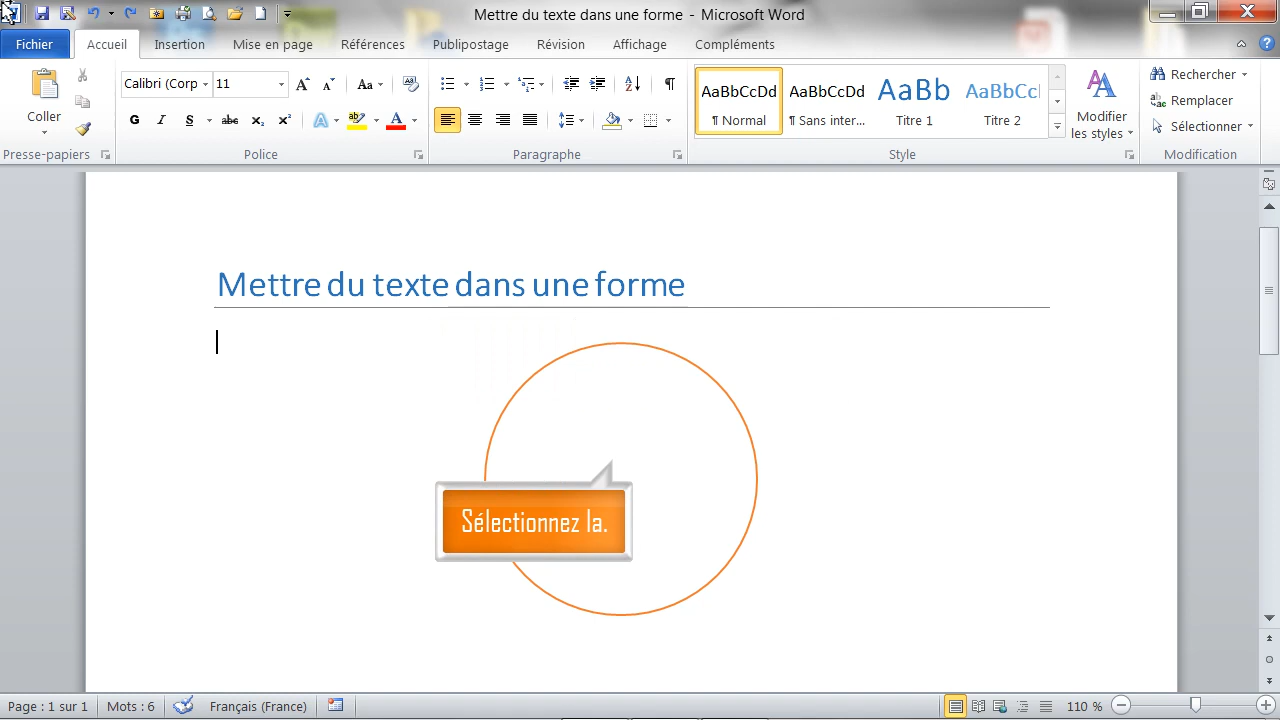 Mettre du texte dans une forme - Microsoft Word
Fichier Accueil Insertion Mise en page Références Publipostage Révision Affichage Compléments
Calibri (Corp 11 Aa
Coller
G I S abc x₂ x² A ab A
Presse-papiers Police Paragraphe Style Modification
AaBbCcDd AaBbCcDd AaBb AaBbCcI
¶ Normal ¶ Sans inter... Titre 1 Titre 2
Modifier
les styles
Rechercher
Remplacer
Sélectionner
Mettre du texte dans une forme
Sélectionnez la.
Page : 1 sur 1 Mots : 6 Français (France) 110 %